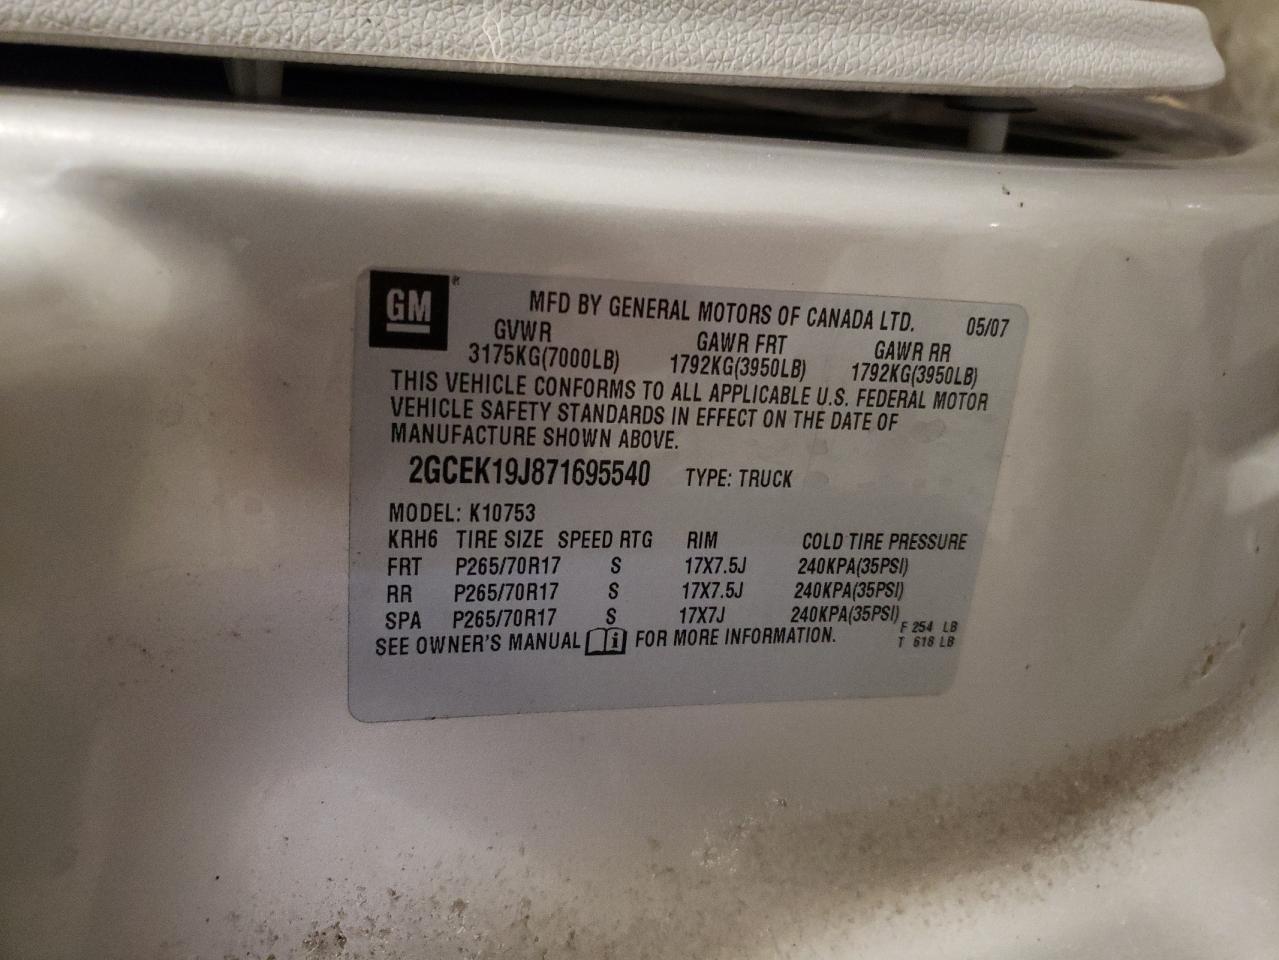 GM®
MFD BY GENERAL MOTORS OF CANADA LTD. 05/07
GVWR GAWR FRT GAWR RR
3175KG(7000LB) 1792KG(3950LB) 1792KG(3950LB)
THIS VEHICLE CONFORMS TO ALL APPLICABLE U.S. FEDERAL MOTOR
VEHICLE SAFETY STANDARDS IN EFFECT ON THE DATE OF
MANUFACTURE SHOWN ABOVE.
2GCEK19J871695540 TYPE: TRUCK
MODEL: K10753
KRH6 TIRE SIZE SPEED RTG RIM COLD TIRE PRESSURE
FRT P265/70R17 S 17X7.5J 240KPA(35PSI)
RR P265/70R17 S 17X7.5J 240KPA(35PSI)
SPA P265/70R17 S 17X7J 240KPA(35PSI)
F 254 LB
SEE OWNER'S MANUAL i FOR MORE INFORMATION.
T 618 LB